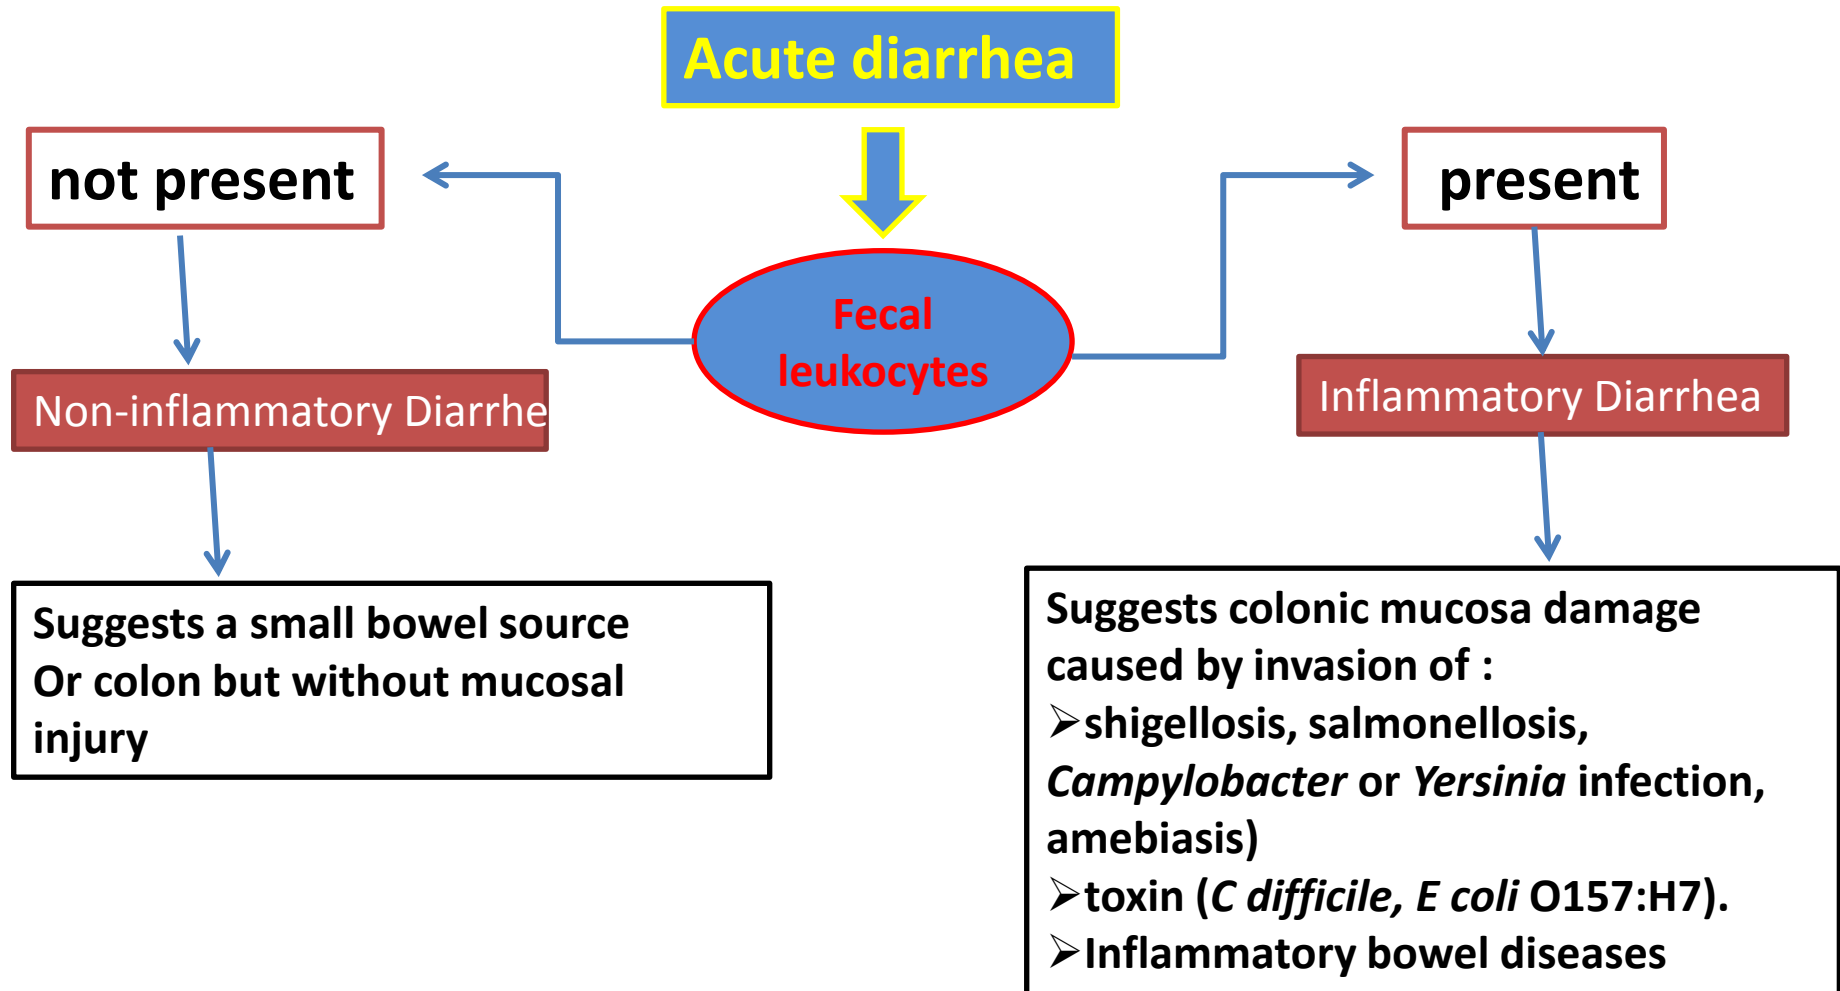 Acute diarrhea
not present
present
Fecal
leukocytes
Non-inflammatory Diarrhe
Inflammatory Diarrhea
Suggests a small bowel source
Or colon but without mucosal
injury
Suggests colonic mucosa damage
caused by invasion of :
➢shigellosis, salmonellosis,
Campylobacter or Yersinia infection,
amebiasis)
➢toxin (C difficile, E coli O157:H7).
➢Inflammatory bowel diseases